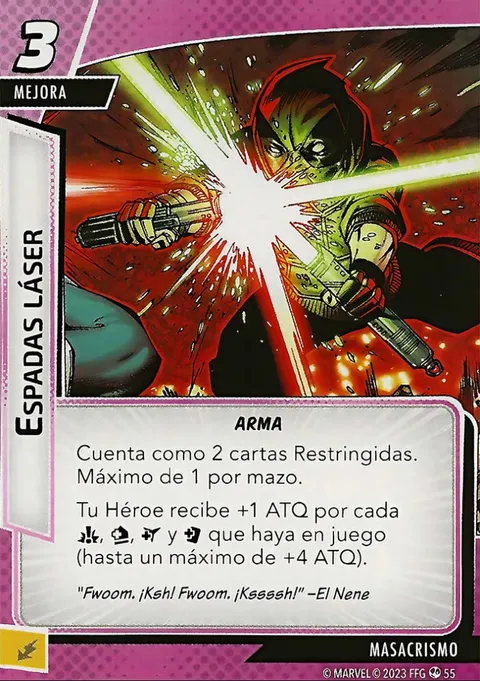 3
MEJORA
ESPADAS LÁSER
ARMA
Cuenta como 2 cartas Restringidas.
Máximo de 1 por mazo.
Tu Héroe recibe +1 ATQ por cada
, , y que haya en juego
(hasta un máximo de +4 ATQ).
"Fwoom. ¡Ksh! Fwoom. ¡Kssssh!" –El Nene
MASACRISMO
© MARVEL © 2023 FFG 55